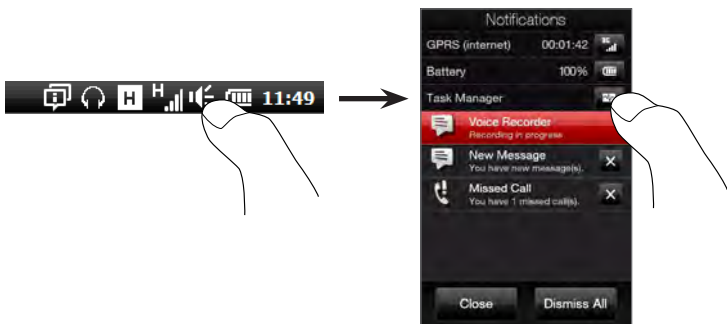 H H 11:49
Notifications
GPRS (internet) 00:01:42
Battery 100%
Task Manager
Voice Recorder
Recording in progress
New Message
You have new message(s).
Missed Call
You have 1 missed call(s).
Close Dismiss All